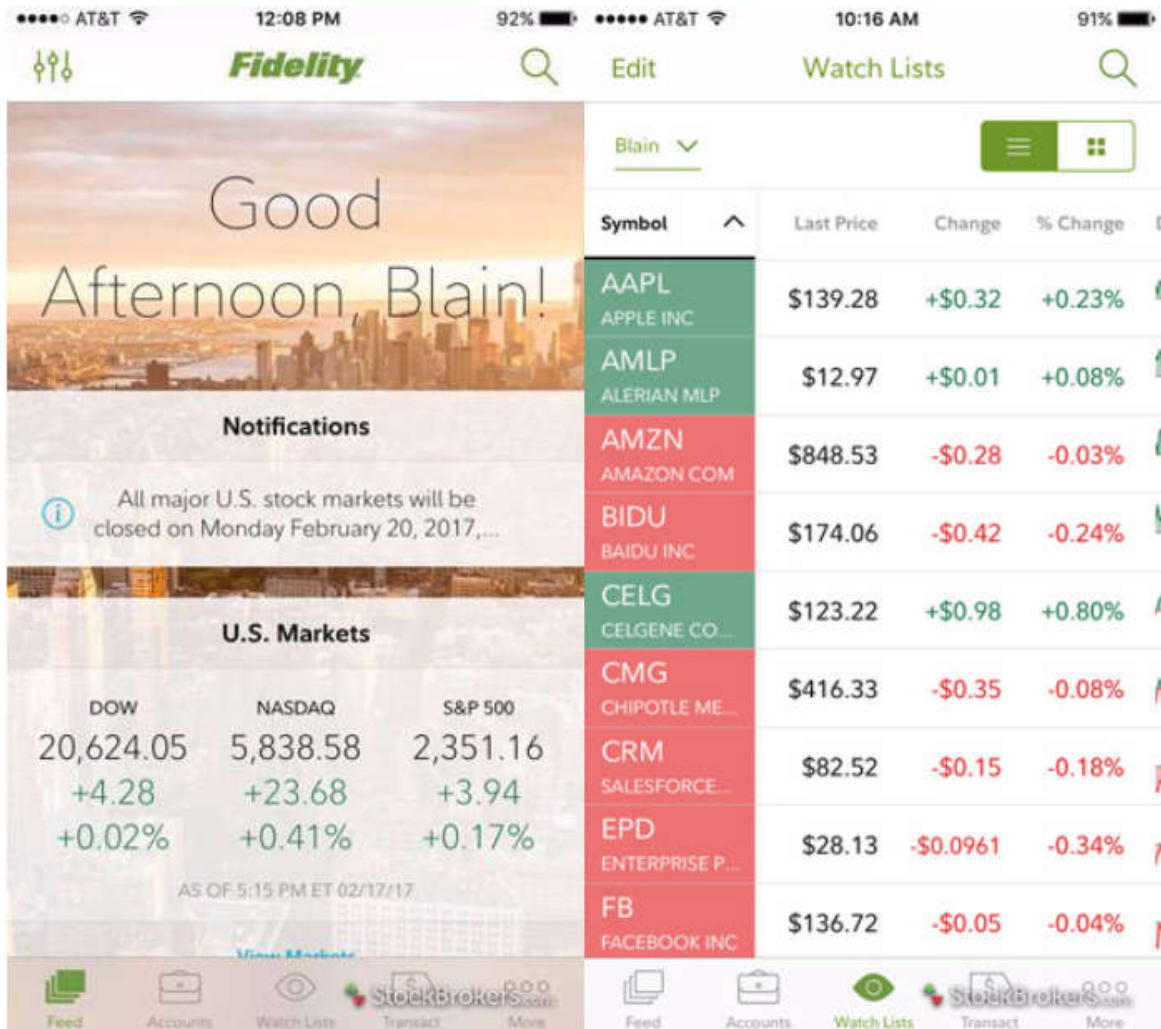 AT&T 12:08 PM 92%
Fidelity
Good
Afternoon, Blain!
Notifications
All major U.S. stock markets will be
closed on Monday February 20, 2017,...
U.S. Markets
DOW NASDAQ S&P 500
20,624.05 5,838.58 2,351.16
+4.28 +23.68 +3.94
+0.02% +0.41% +0.17%
AS OF 5:15 PM ET 02/17/17
View Markets
StockBrokers.com
Feed Accounts Watch Lists Transact More
AT&T 10:16 AM 91%
Edit Watch Lists
Blain
Symbol Last Price Change % Change
AAPL
APPLE INC
$139.28 +$0.32 +0.23%
AMLP
ALERIAN MLP
$12.97 +$0.01 +0.08%
AMZN
AMAZON COM
$848.53 -$0.28 -0.03%
BIDU
BAIDU INC
$174.06 -$0.42 -0.24%
CELG
CELGENE CO...
$123.22 +$0.98 +0.80%
CMG
CHIPOTLE ME...
$416.33 -$0.35 -0.08%
CRM
SALESFORCE...
$82.52 -$0.15 -0.18%
EPD
ENTERPRISE P...
$28.13 -$0.0961 -0.34%
FB
FACEBOOK INC
$136.72 -$0.05 -0.04%
StockBrokers.com
Feed Accounts Watch Lists Transact More